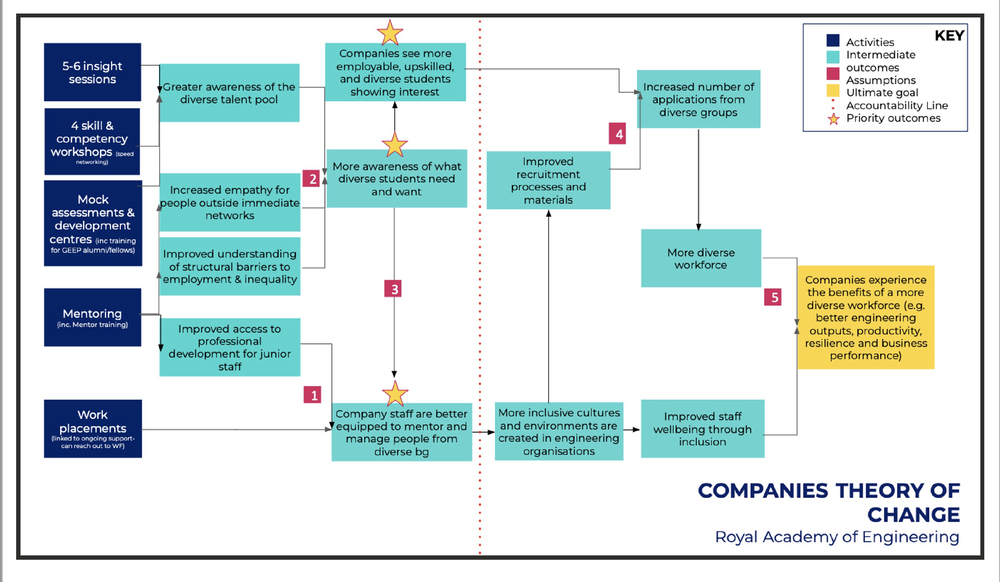 5-6 insight
sessions
4 skill &
competency
workshops (speed
networking)
Mock
assessments &
development
centres (inc training
for GEEP alumni/fellows)
Mentoring
(inc. Mentor training)
Work
placements
(linked to ongoing support-
can reach out to WF)
Greater awareness of the
diverse talent pool
Increased empathy for
people outside immediate
networks
Improved understanding
of structural barriers to
employment & inequality
Improved access to
professional
development for junior
staff
2
1
Companies see more
employable, upskilled,
and diverse students
showing interest
More awareness of what
diverse students need
and want
3
Company staff are better
equipped to mentor and
manage people from
diverse bg
Improved
recruitment
processes and
materials
4
More inclusive cultures
and environments are
created in engineering
organisations
Increased number of
applications from
diverse groups
More diverse
workforce
5
Improved staff
wellbeing through
inclusion
Companies experience
the benefits of a more
diverse workforce (e.g.
better engineering
outputs, productivity,
resilience and business
performance)
KEY
Activities
Intermediate
outcomes
Assumptions
Ultimate goal
Accountability Line
Priority outcomes
COMPANIES THEORY OF
CHANGE
Royal Academy of Engineering